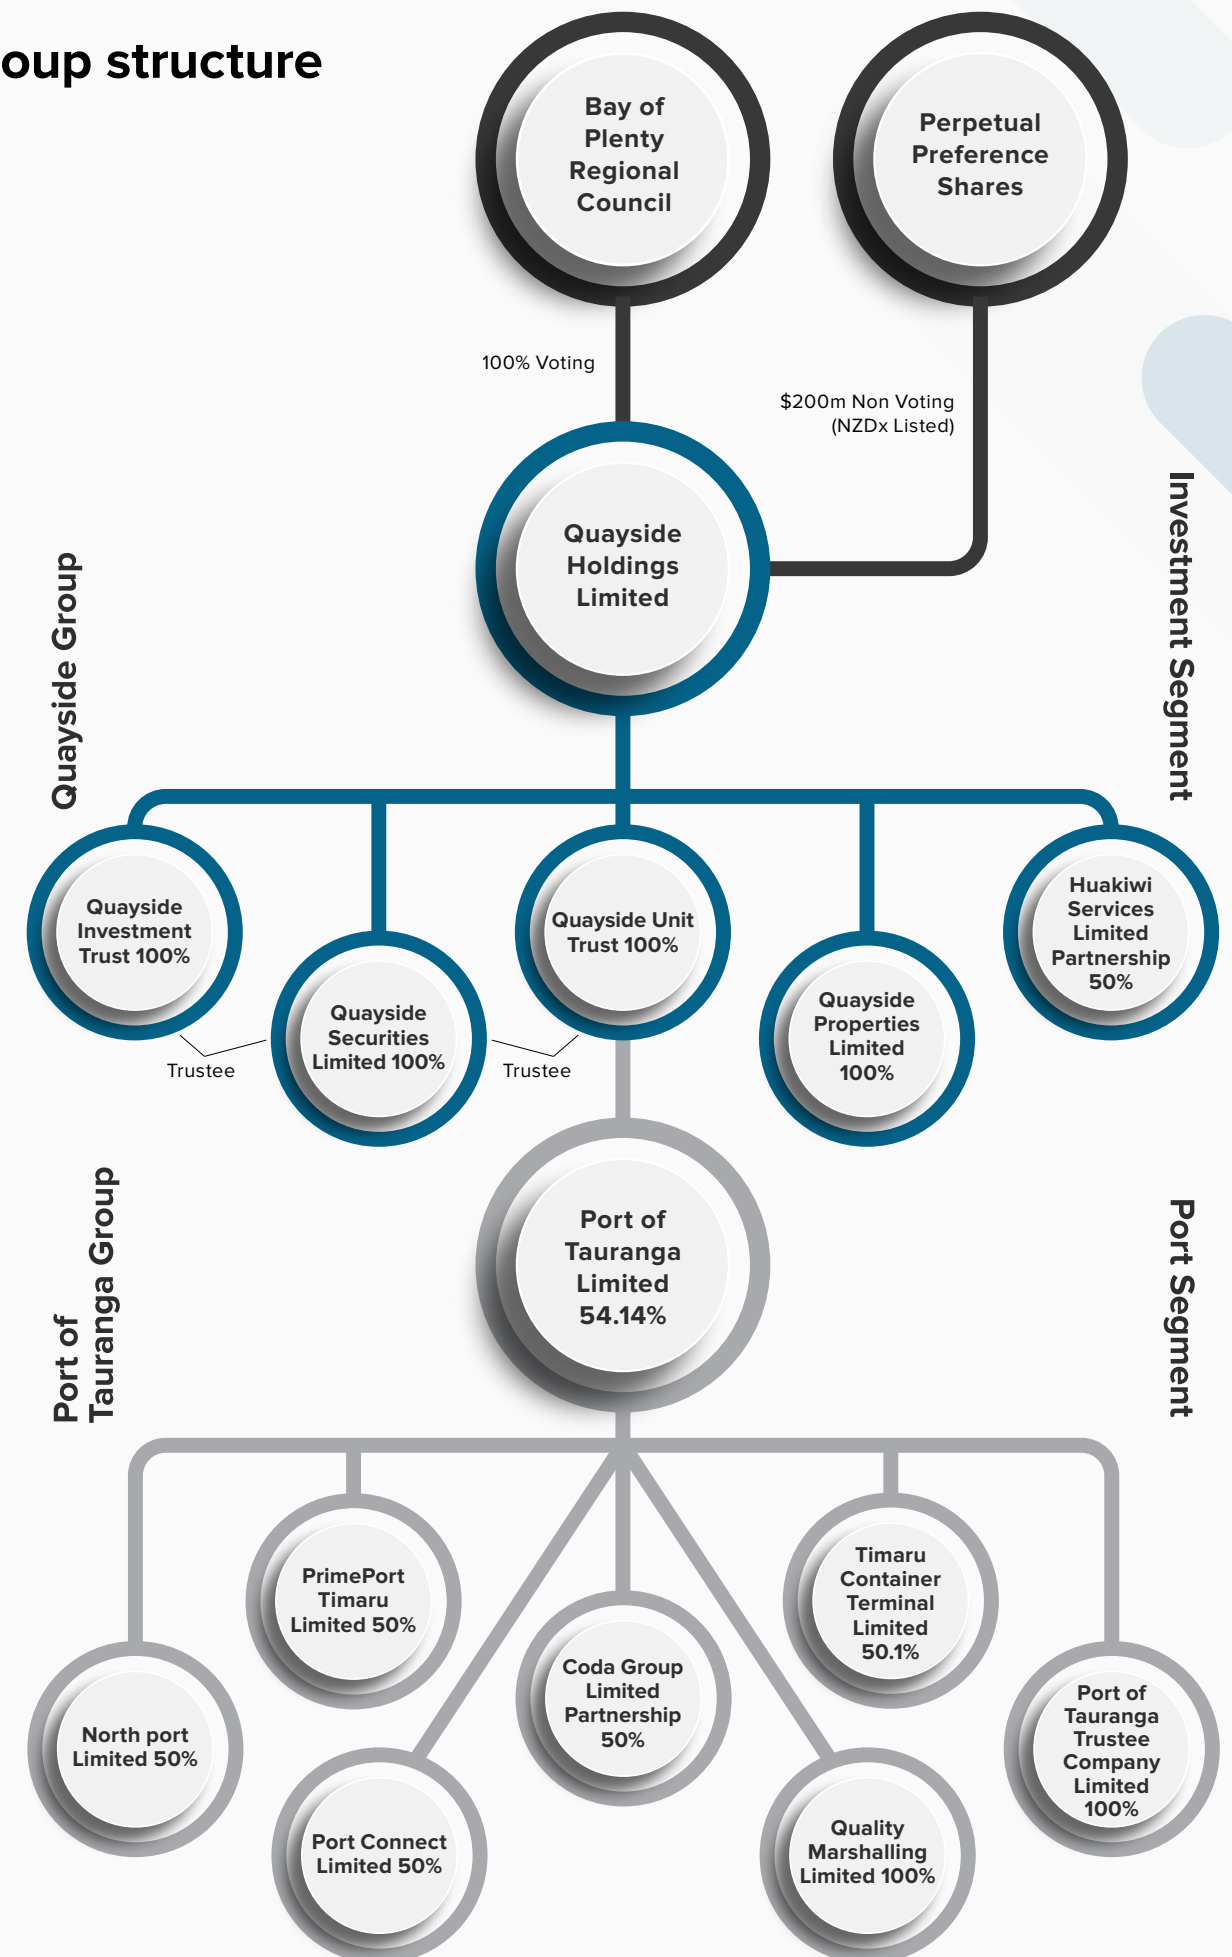 oup structure
Bay of
Plenty
Regional
Council
Perpetual
Preference
Shares
100% Voting
$200m Non Voting
(NZDx Listed)
Quayside
Holdings
Limited
Quayside Group
Investment Segment
Quayside
Investment
Trust 100%
Quayside
Securities
Limited 100%
Quayside Unit
Trust 100%
Quayside
Properties
Limited
100%
Huakiwi
Services
Limited
Partnership
50%
Trustee
Trustee
Port of
Tauranga
Limited
54.14%
Port of
Tauranga Group
Port Segment
North port
Limited 50%
PrimePort
Timaru
Limited 50%
Port Connect
Limited 50%
Coda Group
Limited
Partnership
50%
Quality
Marshalling
Limited 100%
Timaru
Container
Terminal
Limited
50.1%
Port of
Tauranga
Trustee
Company
Limited
100%